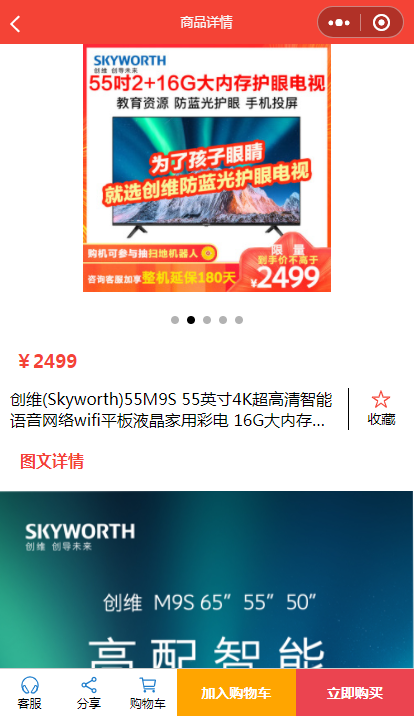 商品详情
SKYWORTH
创维 创导未来
55吋2+16G大内存护眼电视
教育资源 防蓝光护眼 手机投屏
为了孩子眼睛
就选创维防蓝光护眼电视
购机可参与抽扫地机器人
限 量
到手价不高于
咨询客服加享整机延保180天
¥2499
¥2499
创维(Skyworth)55M9S 55英寸4K超高清智能
语音网络wifi平板液晶家用彩电 16G大内存...
收藏
图文详情
SKYWORTH
创维 创导未来
创维 M9S 65” 55” 50”
高配智能
客服
分享
购物车
加入购物车
立即购买